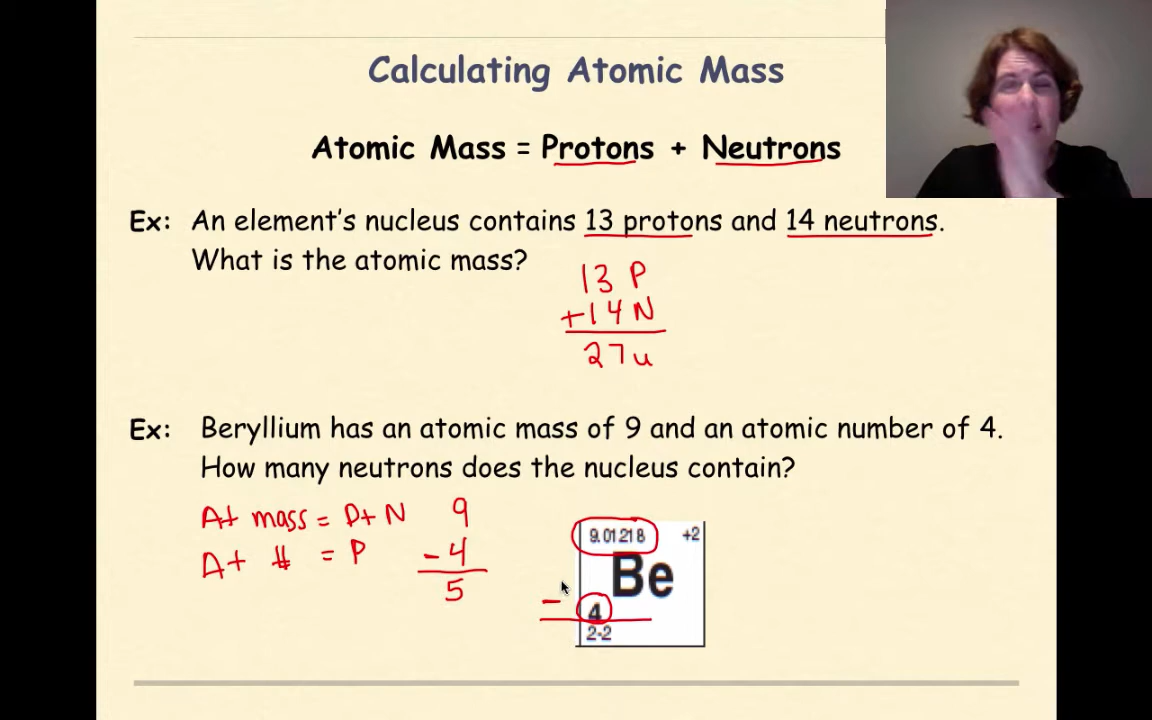 Calculating Atomic Mass
Atomic Mass = Protons + Neutrons
Ex: An element's nucleus contains 13 protons and 14 neutrons.
What is the atomic mass?
13 P
+14 N
27u
Ex: Beryllium has an atomic mass of 9 and an atomic number of 4.
How many neutrons does the nucleus contain?
At mass = P+ N
At # = P
9
- 4
5
9.01218 +2
Be
- 4
2-2